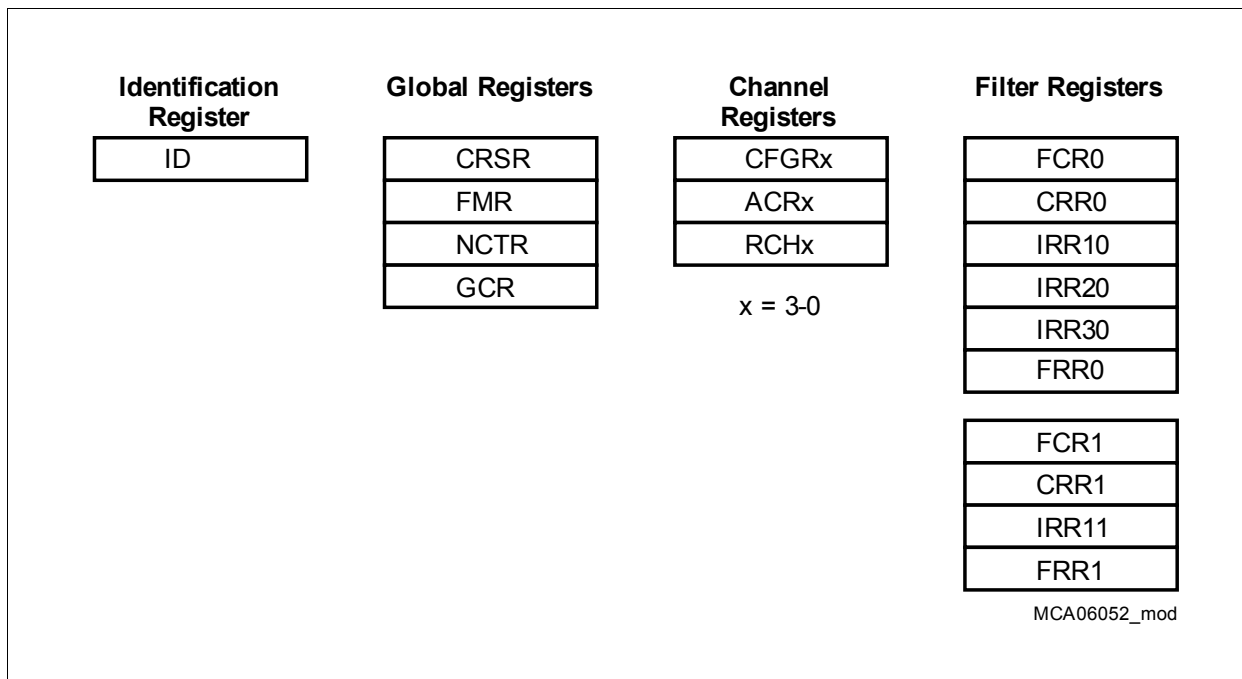 Identification
Register
ID
Global Registers
CRSR
FMR
NCTR
GCR
Channel
Registers
CFGRx
ACRx
RCHx
x = 3-0
Filter Registers
FCR0
CRR0
IRR10
IRR20
IRR30
FRR0
FCR1
CRR1
IRR11
FRR1
MCA06052_mod